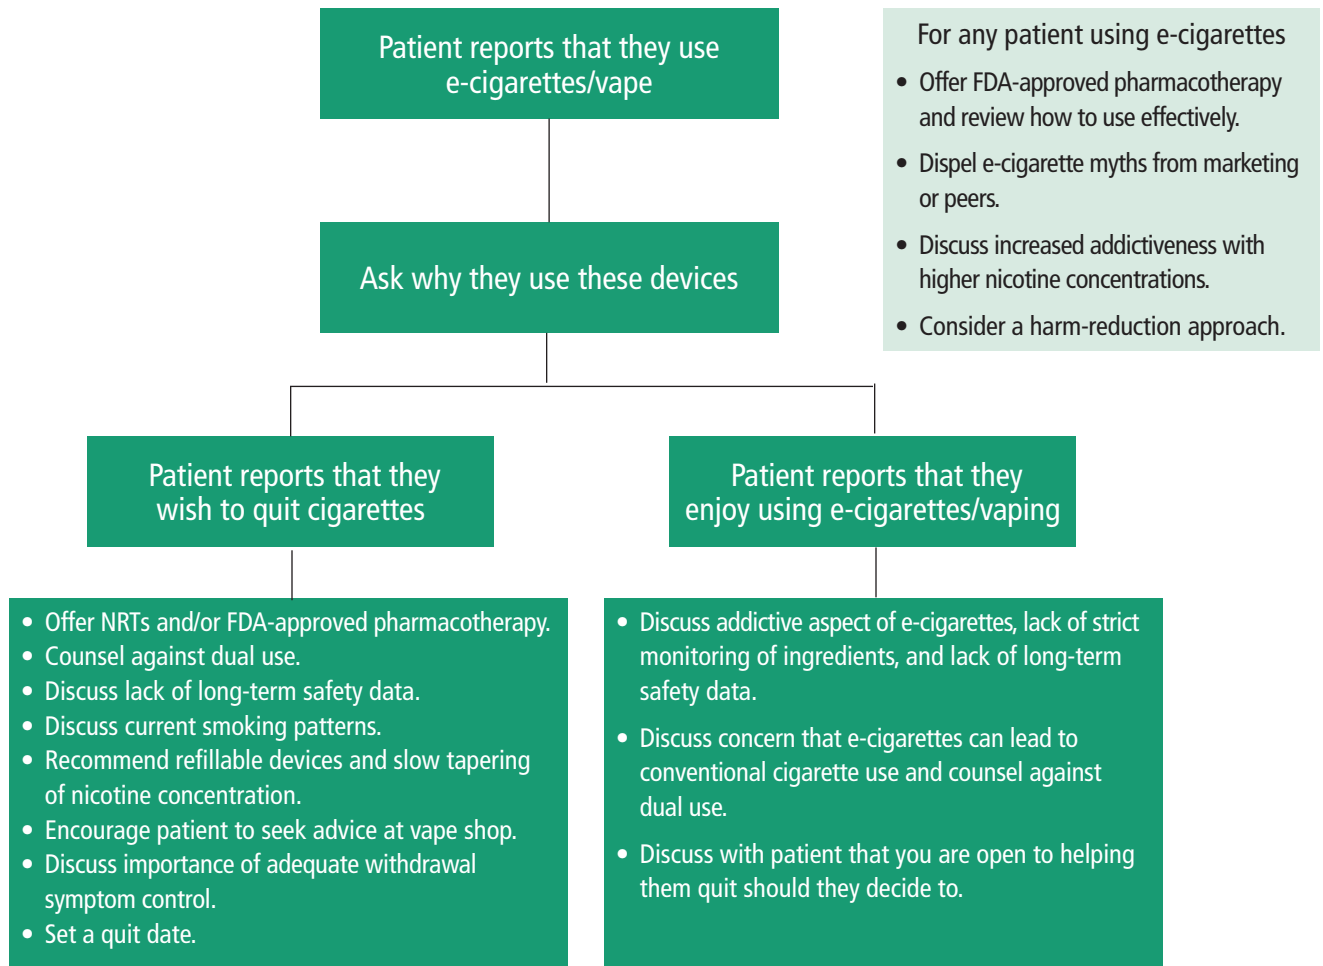 Patient reports that they use
e-cigarettes/vape
For any patient using e-cigarettes
• Offer FDA-approved pharmacotherapy
and review how to use effectively.
• Dispel e-cigarette myths from marketing
or peers.
• Discuss increased addictiveness with
higher nicotine concentrations.
• Consider a harm-reduction approach.
Ask why they use these devices
Patient reports that they
wish to quit cigarettes
Patient reports that they
enjoy using e-cigarettes/vaping
• Offer NRTs and/or FDA-approved pharmacotherapy.
• Counsel against dual use.
• Discuss lack of long-term safety data.
• Discuss current smoking patterns.
• Recommend refillable devices and slow tapering
of nicotine concentration.
• Encourage patient to seek advice at vape shop.
• Discuss importance of adequate withdrawal
symptom control.
• Set a quit date.
• Discuss addictive aspect of e-cigarettes, lack of strict
monitoring of ingredients, and lack of long-term
safety data.
• Discuss concern that e-cigarettes can lead to
conventional cigarette use and counsel against
dual use.
• Discuss with patient that you are open to helping
them quit should they decide to.